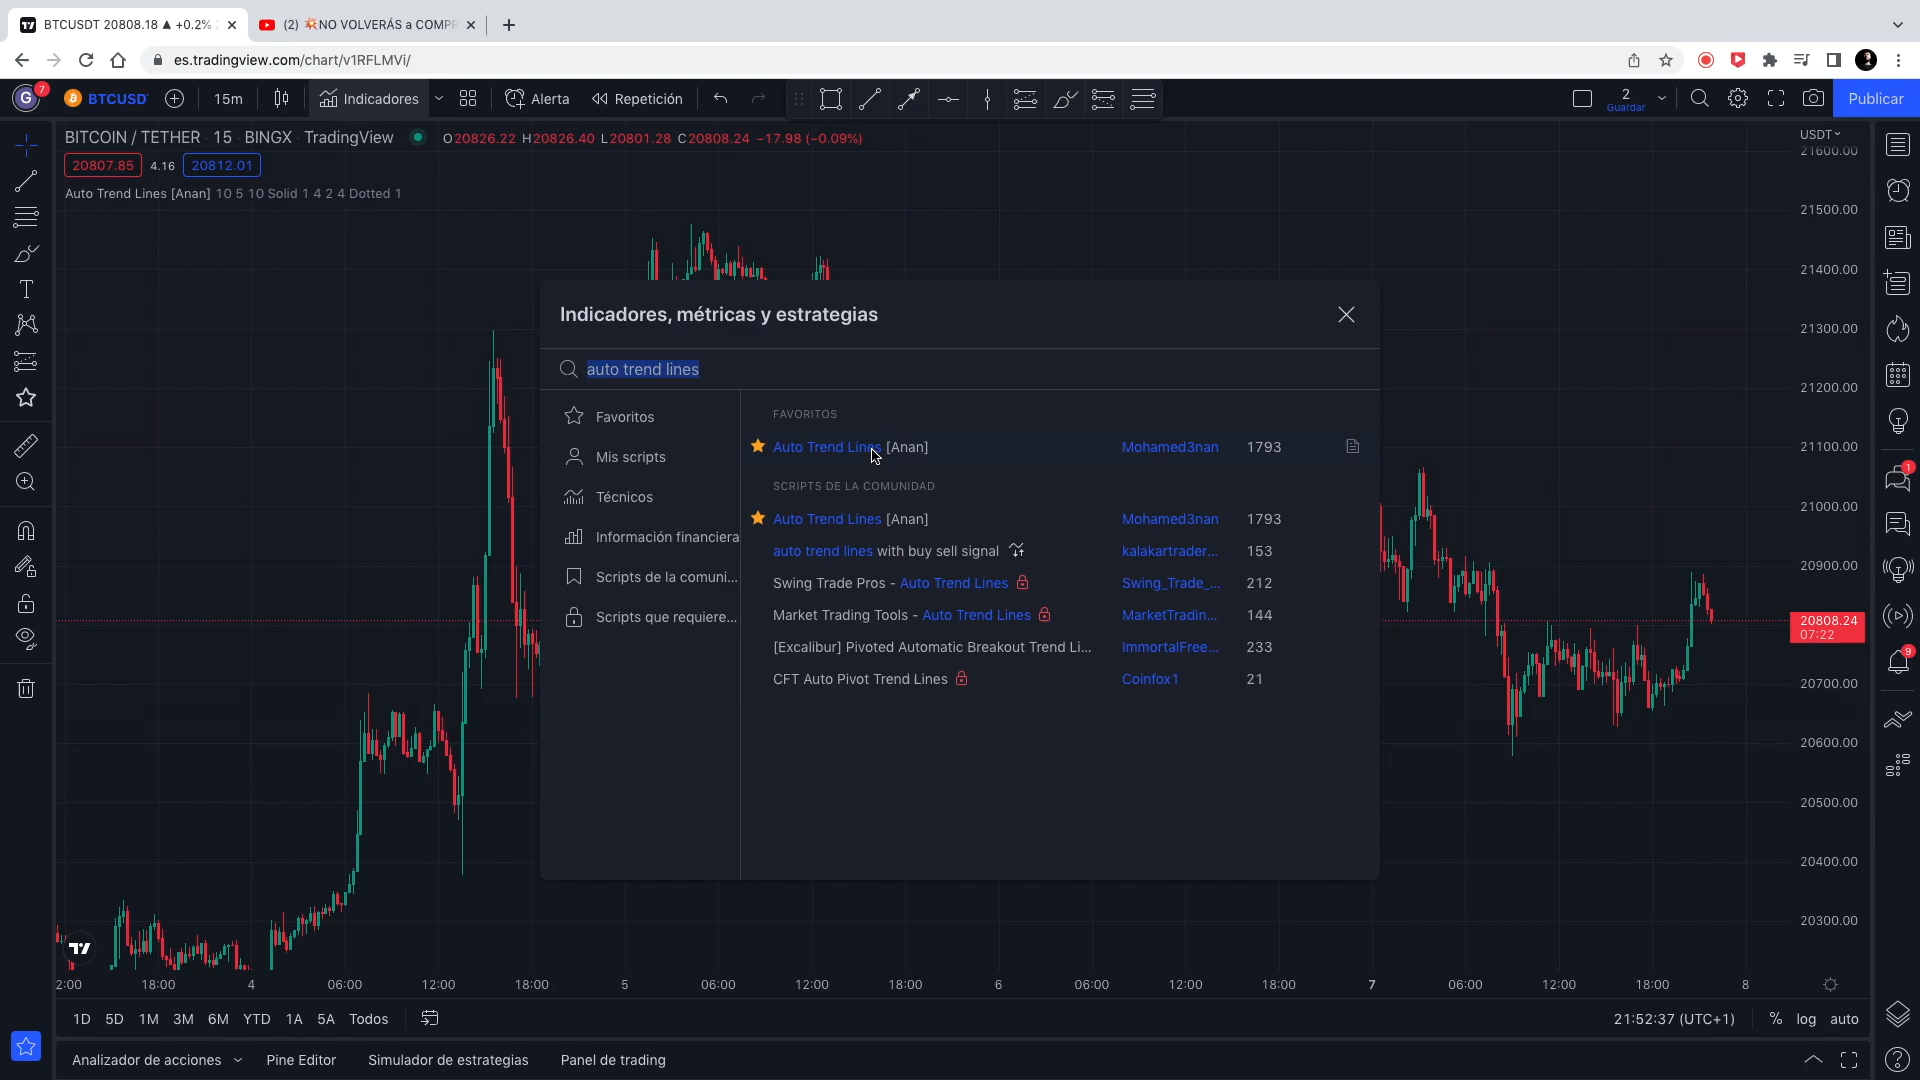 BTCUSDT 20808.18 ▲ +0.2%
(2) 💥NO VOLVERÁS a COMPR
es.tradingview.com/chart/v1RFLMVi/
G 7
BTCUSD
15m
Indicadores
Alerta
Repetición
2
Guardar
Publicar
BITCOIN / TETHER · 15 · BINGX · TradingView
O20826.22 H20826.40 L20801.28 C20808.24 −17.98 (−0.09%)
20807.85 4.16 20812.01
Auto Trend Lines [Anan] 10 5 10 Solid 1 4 2 4 Dotted 1
USDT
21600.00
21500.00
21400.00
21300.00
21200.00
21100.00
21000.00
20900.00
20808.24
07:22
20700.00
20600.00
20500.00
20400.00
20300.00
Indicadores, métricas y estrategias
auto trend lines
Favoritos
Mis scripts
Técnicos
Información financiera
Scripts de la comuni...
Scripts que requiere...
FAVORITOS
Auto Trend Lines [Anan] Mohamed3nan 1793
SCRIPTS DE LA COMUNIDAD
Auto Trend Lines [Anan] Mohamed3nan 1793
auto trend lines with buy sell signal kalakartrader... 153
Swing Trade Pros - Auto Trend Lines Swing_Trade_... 212
Market Trading Tools - Auto Trend Lines MarketTradin... 144
[Excalibur] Pivoted Automatic Breakout Trend Li... ImmortalFree... 233
CFT Auto Pivot Trend Lines Coinfox1 21
1
9
2:00 18:00 4 06:00 12:00 18:00 5 06:00 12:00 18:00 6 06:00 12:00 18:00 7 06:00 12:00 18:00 8
1D 5D 1M 3M 6M YTD 1A 5A Todos
21:52:37 (UTC+1) % log auto
Analizador de acciones Pine Editor Simulador de estrategias Panel de trading